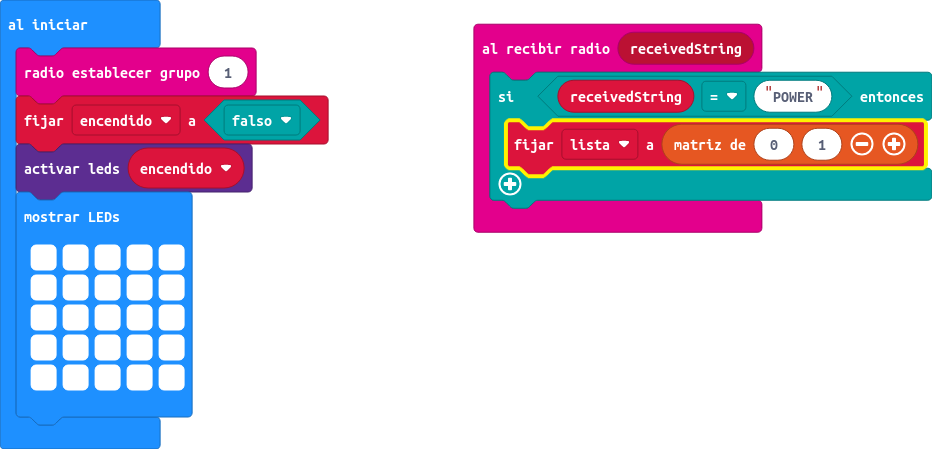 al iniciar
radio establecer grupo 1
fijar encendido a falso
activar leds encendido
mostrar LEDs
al recibir radio receivedString
si receivedString = "POWER" entonces
fijar lista a matriz de 0 1